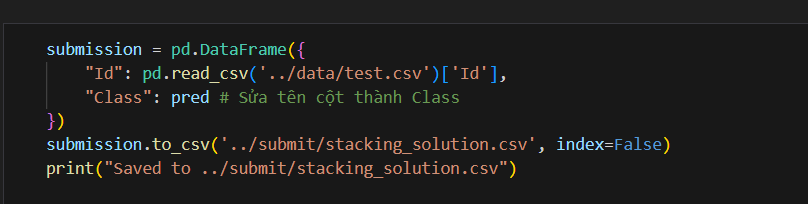 submission = pd.DataFrame({
    "Id": pd.read_csv('../data/test.csv')['Id'],
    "Class": pred # Sửa tên cột thành Class
})
submission.to_csv('../submit/stacking_solution.csv', index=False)
print("Saved to ../submit/stacking_solution.csv")